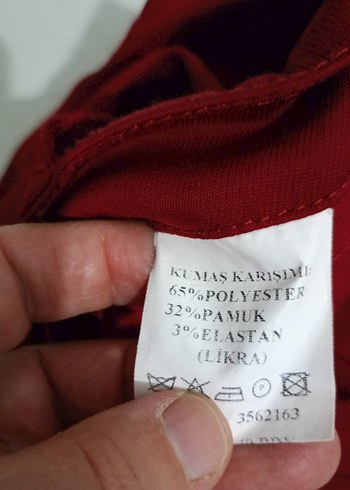 KUMAŞ KARIŞIMI:
65%POLYESTER
32%PAMUK
3%ELASTAN
(LİKRA)
P
3562163